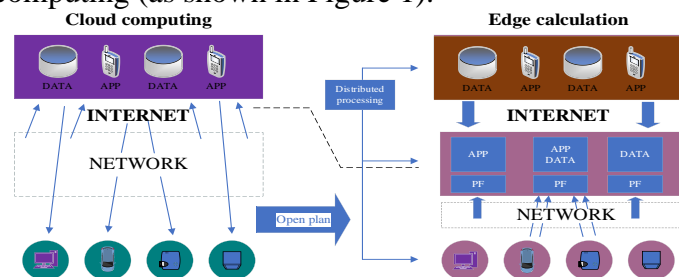 computing (as shown in Figure 1).
Cloud computing
DATA APP DATA APP
INTERNET
NETWORK
Distributed
processing
Open plan
Edge calculation
DATA APP DATA APP
INTERNET
APP APP DATA
DATA
PF PF PF
NETWORK